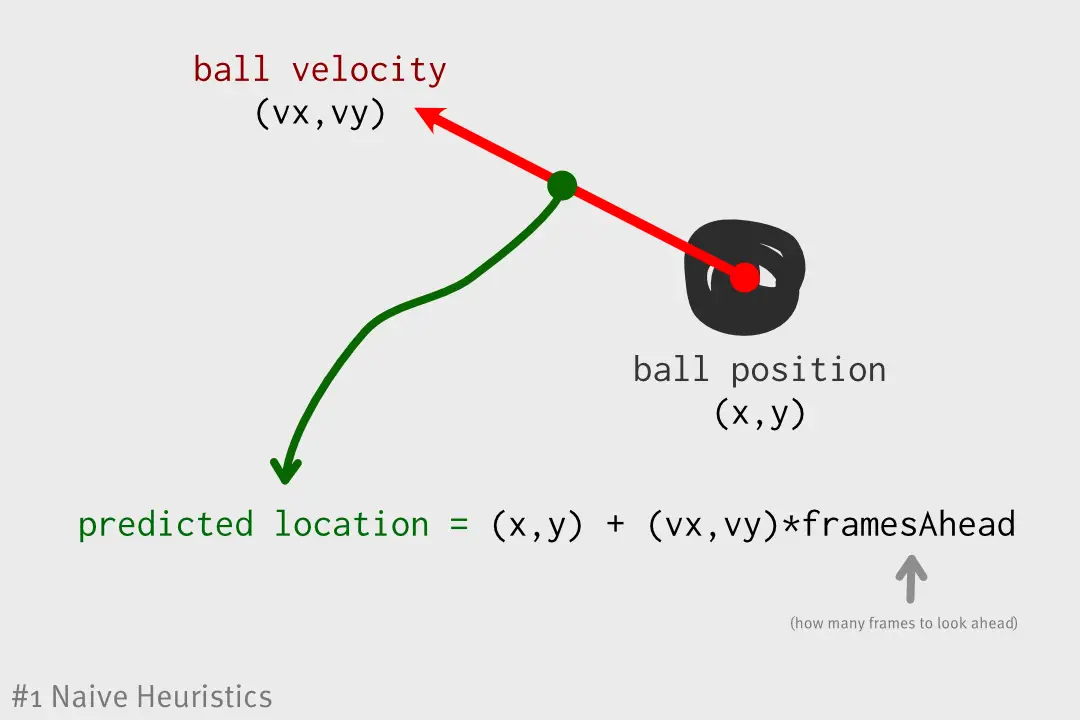 ball velocity
(vx,vy)
ball position
(x,y)
predicted location = (x,y) + (vx,vy)*framesAhead
(how many frames to look ahead)
#1 Naive Heuristics